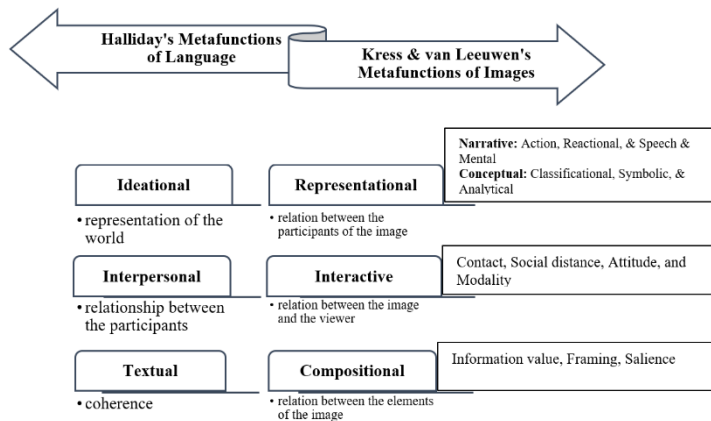 Halliday's Metafunctions
of Language
Kress & van Leeuwen's
Metafunctions of Images
Narrative: Action, Reactional, & Speech &
Mental
Conceptual: Classificational, Symbolic, &
Analytical
Ideational
• representation of the
world
Representational
• relation between the
participants of the image
Interpersonal
• relationship between
the participants
Interactive
• relation between the image
and the viewer
Contact, Social distance, Attitude, and
Modality
Textual
• coherence
Compositional
• relation between the elements
of the image
Information value, Framing, Salience